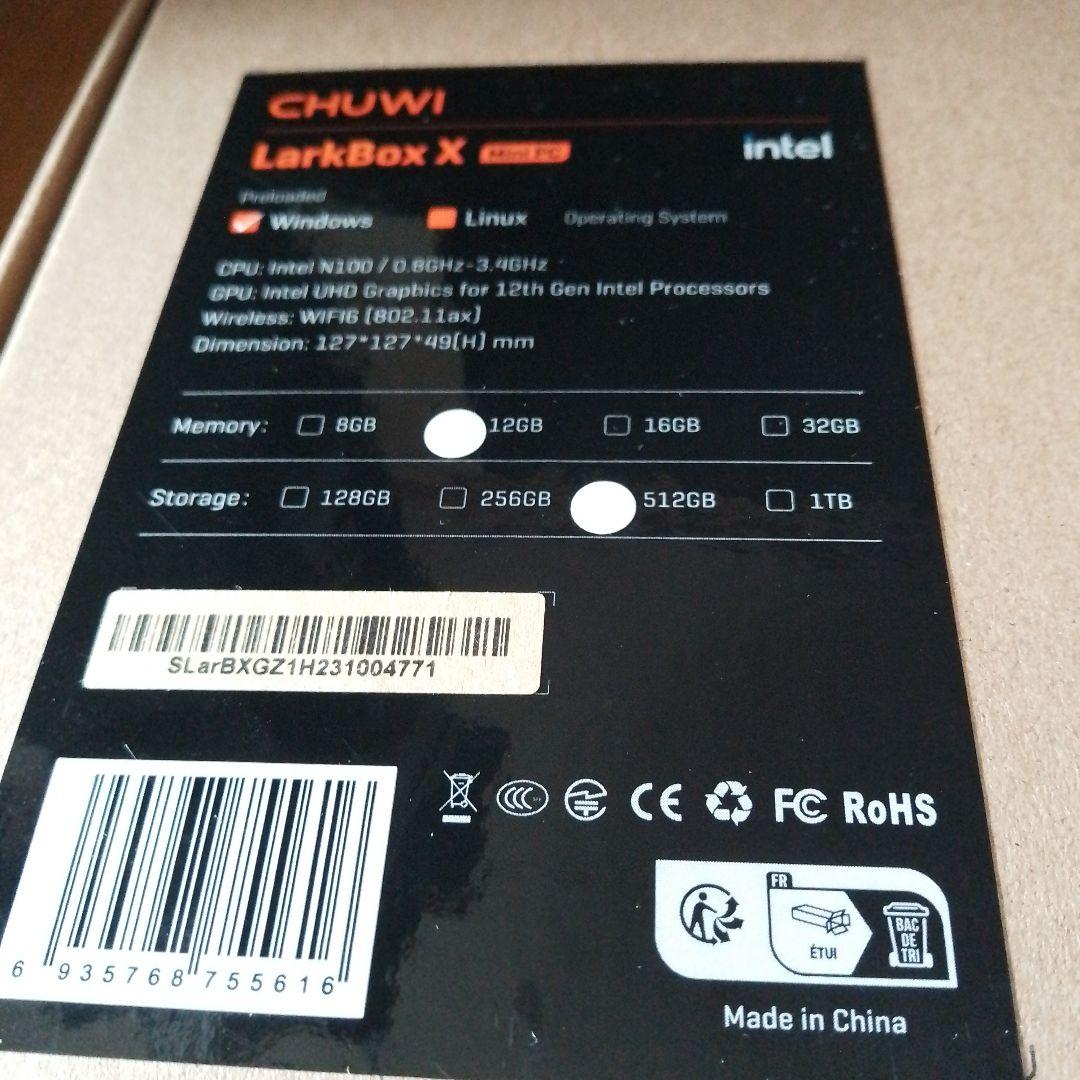 CHUWI
LarkBox X Mini PC
intel
Preloaded
Windows Linux Operating System
CPU: Intel N100 / 0.8GHz-3.4GHz
GPU: Intel UHD Graphics for 12th Gen Intel Processors
Wireless: WIFI6 (802.11ax)
Dimension: 127*127*49(H) mm
Memory: 8GB 12GB 16GB 32GB
Storage: 128GB 256GB 512GB 1TB
SLarBXGZ1H231004771
CE FC RoHS
FR
ÉTUI
BAC
DE
TRI
6 935768 755616
Made in China